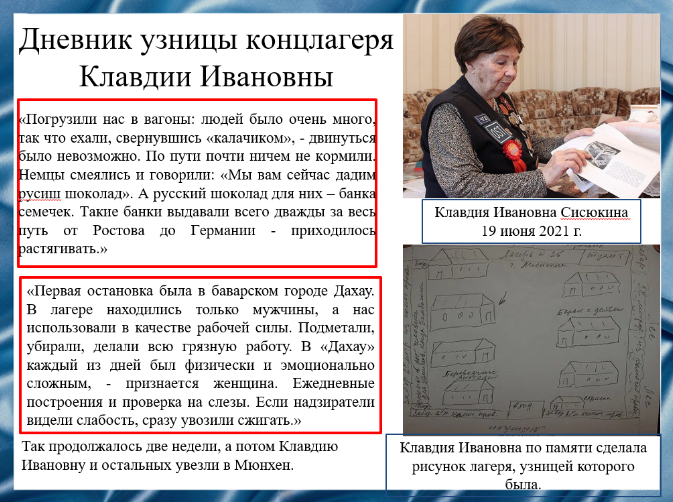 Дневник узницы концлагеря
Клавдии Ивановны
«Погрузили нас в вагоны: людей было очень много,
так что ехали, свернувшись «калачиком», - двинуться
было невозможно. По пути почти ничем не кормили.
Немцы смеялись и говорили: «Мы вам сейчас дадим
русиш шоколад». А русский шоколад для них – банка
семечек. Такие банки выдавали всего дважды за весь
путь от Ростова до Германии - приходилось
растягивать.»
«Первая остановка была в баварском городе Дахау.
В лагере находились только мужчины, а нас
использовали в качестве рабочей силы. Подметали,
убирали, делали всю грязную работу. В «Дахау»
каждый из дней был физически и эмоционально
сложным, - признается женщина. Ежедневные
построения и проверка на слезы. Если надзиратели
видели слабость, сразу увозили сжигать.»
Так продолжалось две недели, а потом Клавдию
Ивановну и остальных увезли в Мюнхен.
Клавдия Ивановна Сисюкина
19 июня 2021 г.
Клавдия Ивановна по памяти сделала
рисунок лагеря, узницей которого
была.